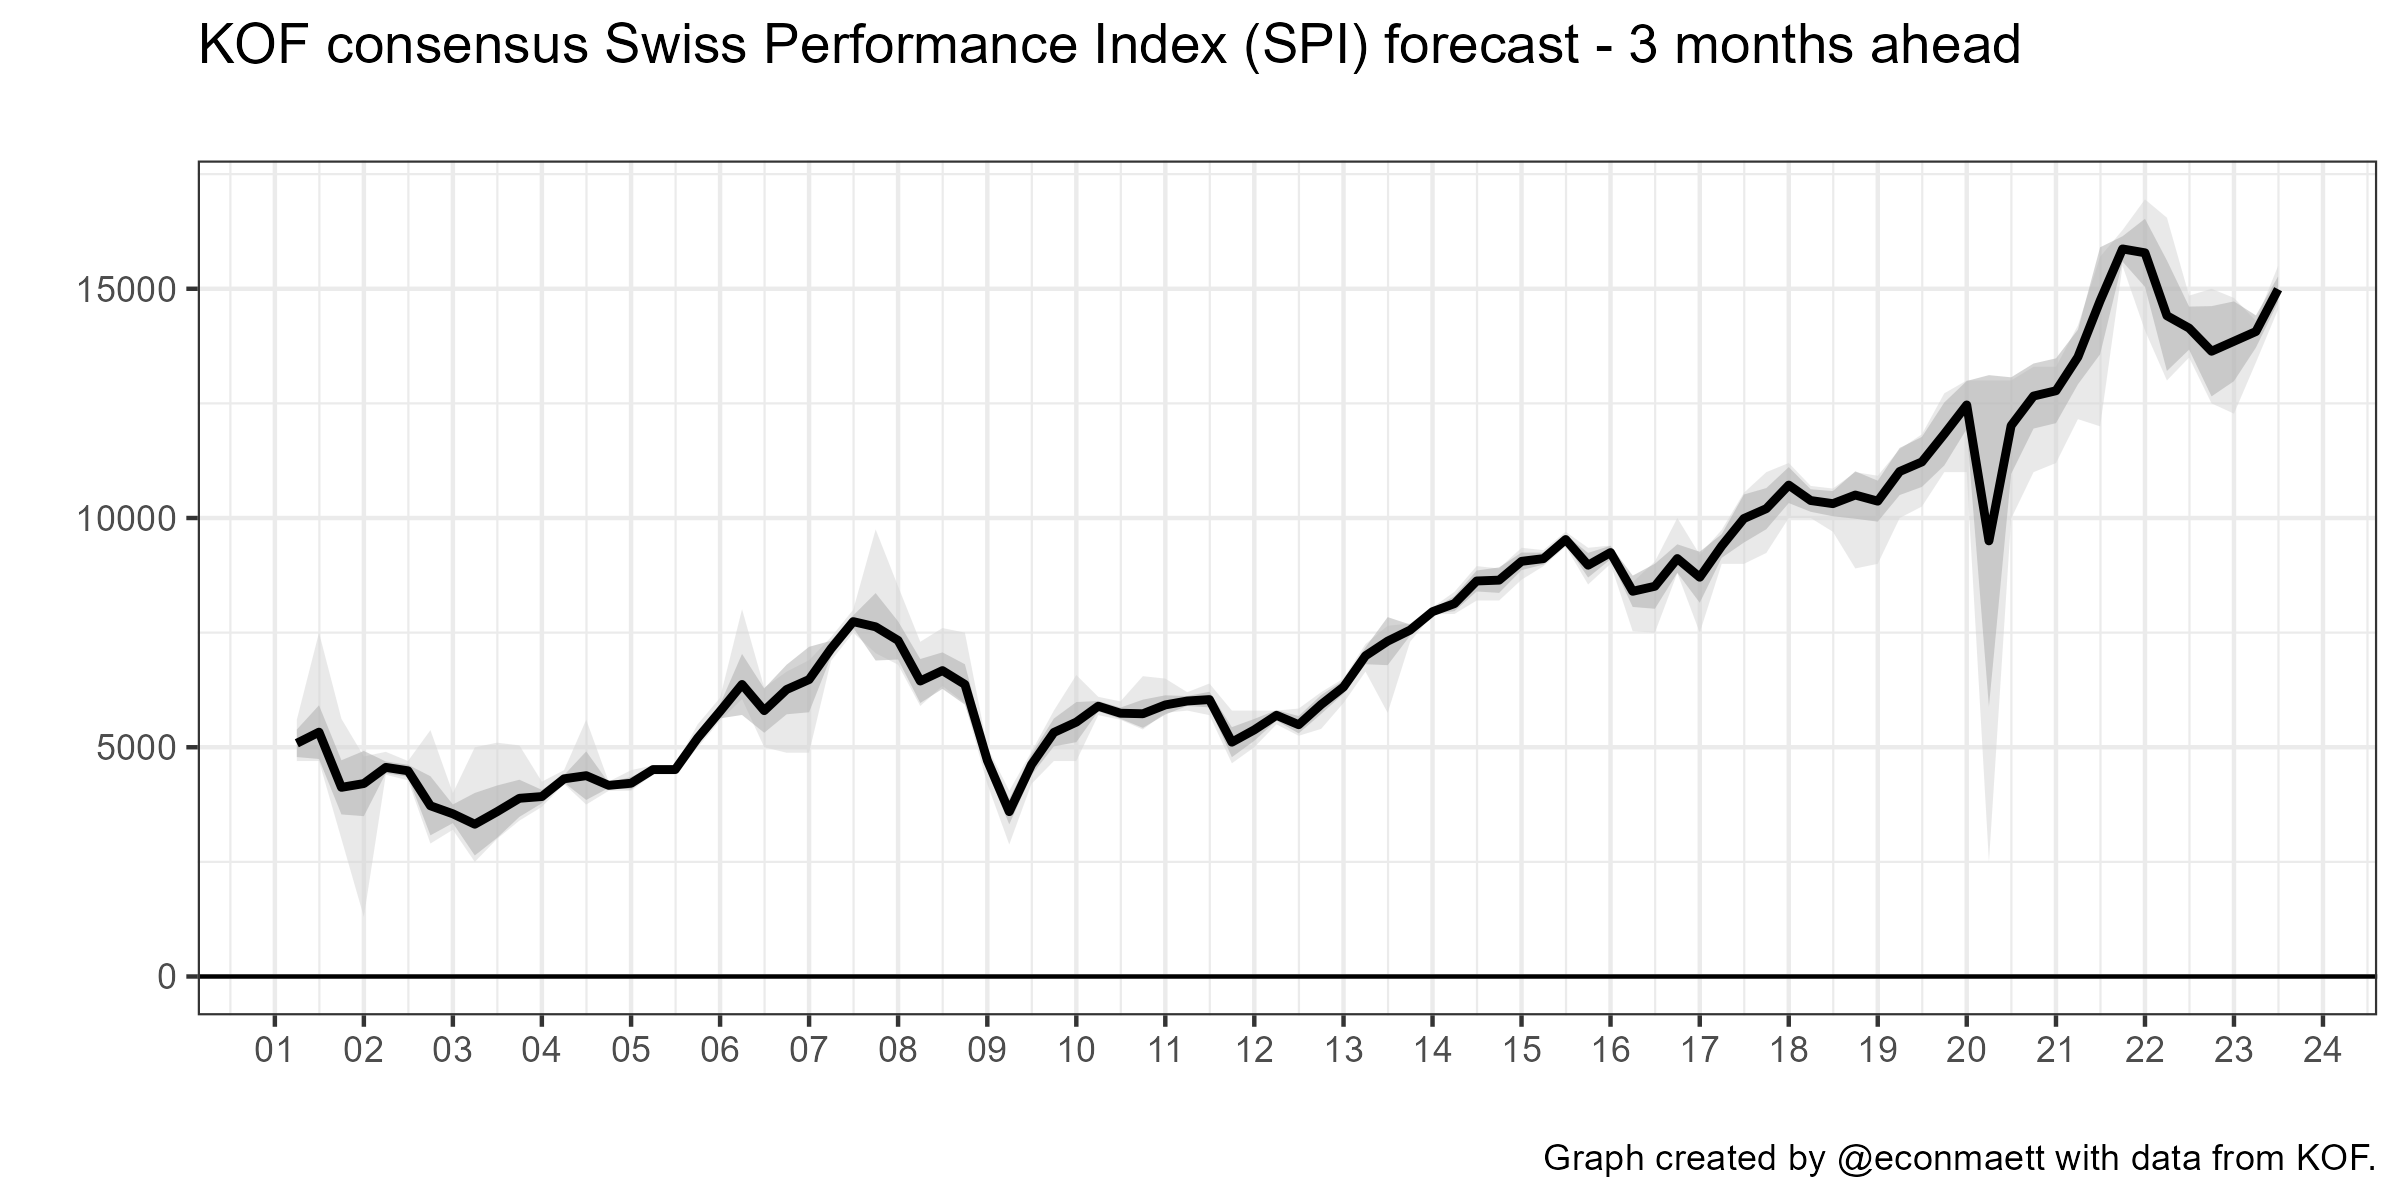 KOF consensus Swiss Performance Index (SPI) forecast - 3 months ahead
15000
10000
5000
0
01 02 03 04 05 06 07 08 09 10 11 12 13 14 15 16 17 18 19 20 21 22 23 24
Graph created by @econmaett with data from KOF.